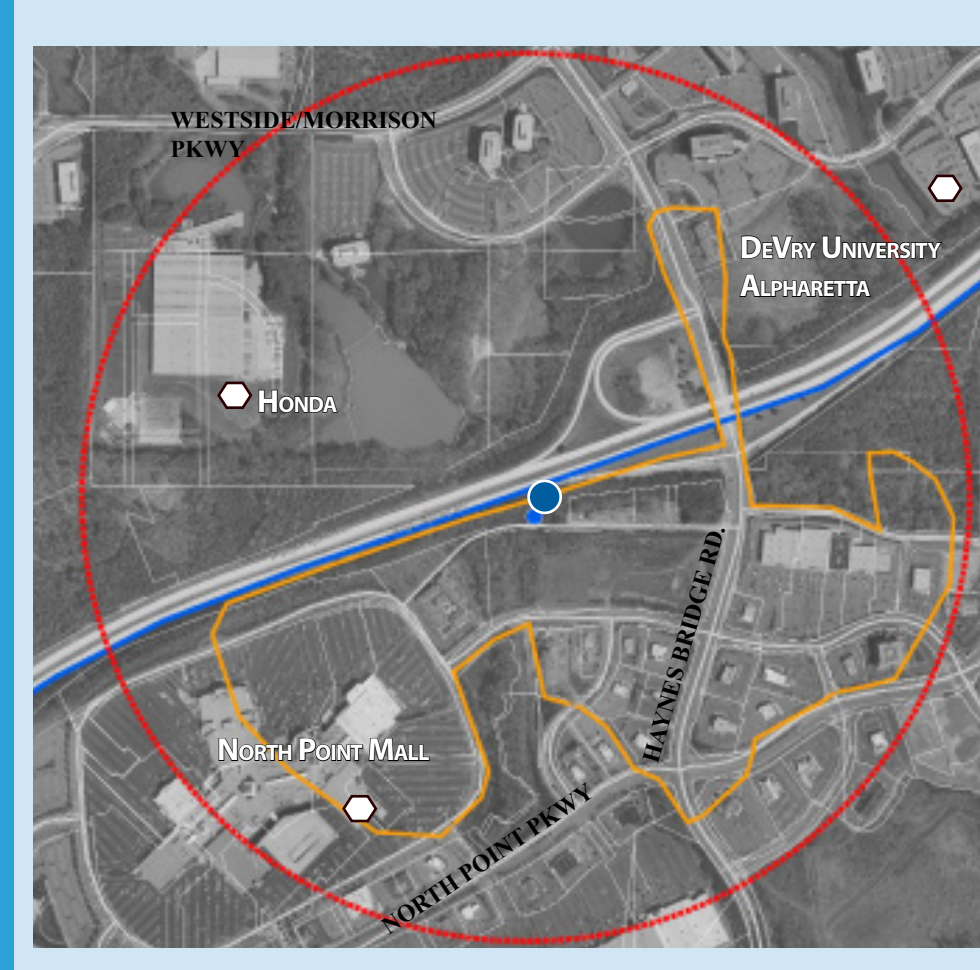 WESTSIDE/MORRISON
PKWY
DeVry University
Alpharetta
Honda
HAYNES BRIDGE RD.
North Point Mall
NORTH POINT PKWY